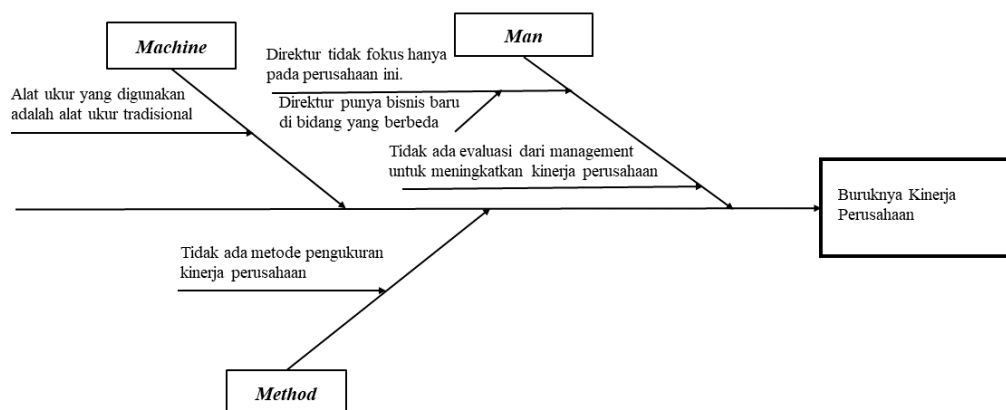 Machine
Man
Direktur tidak fokus hanya
pada perusahaan ini.
Alat ukur yang digunakan
adalah alat ukur tradisional
Direktur punya bisnis baru
di bidang yang berbeda
Tidak ada evaluasi dari management
untuk meningkatkan kinerja perusahaan
Buruknya Kinerja
Perusahaan
Tidak ada metode pengukuran
kinerja perusahaan
Method